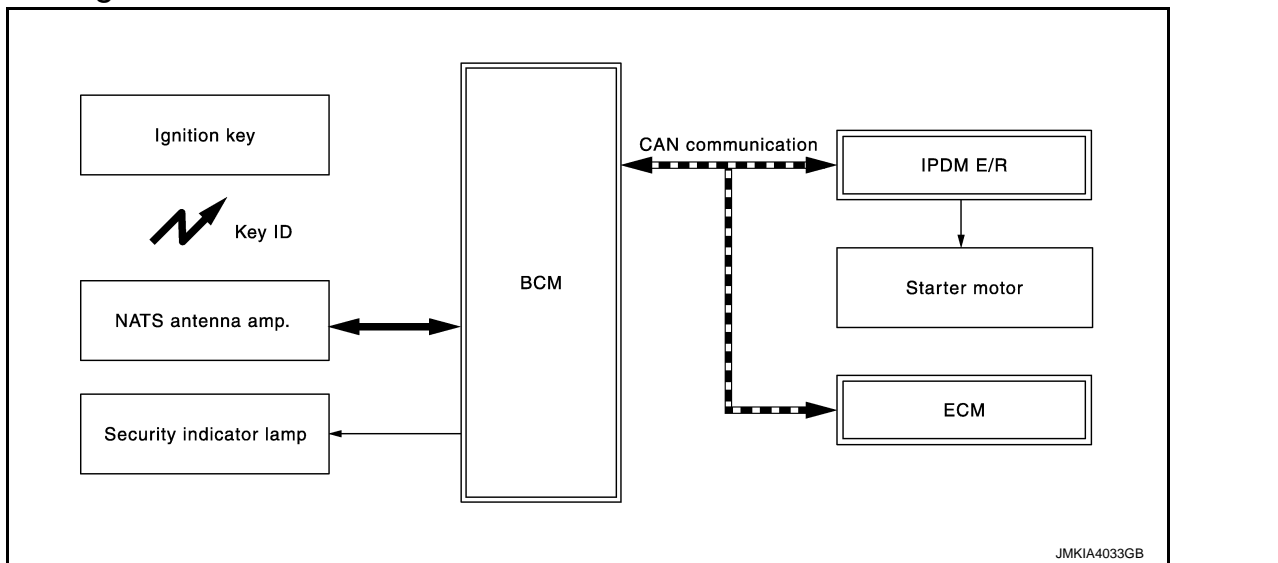 Ignition key
Key ID
NATS antenna amp.
Security indicator lamp
BCM
CAN communication
IPDM E/R
Starter motor
ECM
JMKIA4033GB